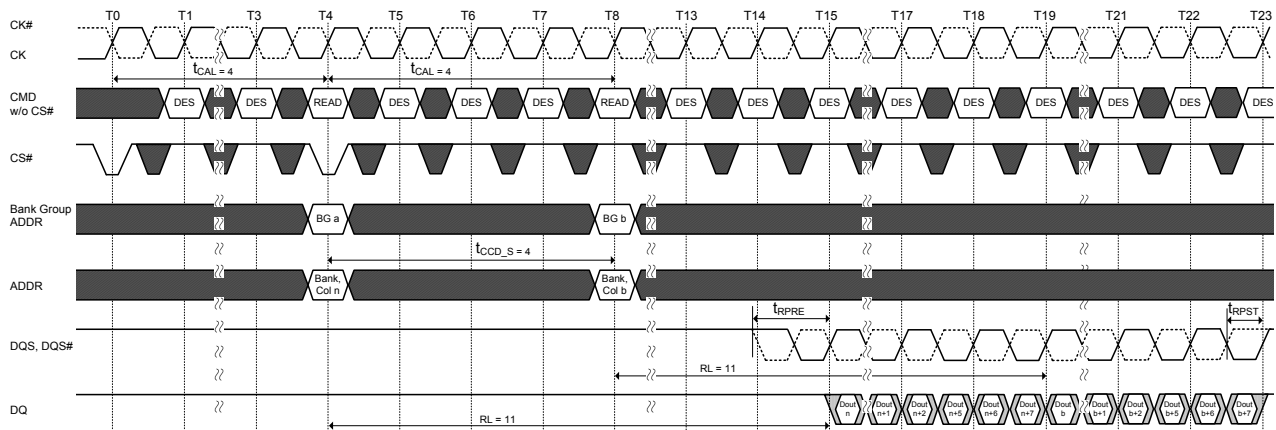 T0 T1 T3 T4 T5 T6 T7 T8 T13 T14 T15 T17 T18 T19 T21 T22 T23
CK#
CK
tCAL = 4 tCAL = 4
CMD
w/o CS#
DES DES READ DES DES DES READ DES DES DES DES DES DES DES DES DES
CS#
Bank Group
ADDR
BG a BG b
tCCD_S = 4
ADDR
Bank,
Col n
Bank,
Col b
tRPRE tRPST
DQS, DQS#
RL = 11
DQ
Dout
n
Dout
n+1
Dout
n+2
Dout
n+5
Dout
n+6
Dout
n+7
Dout
b
Dout
b+1
Dout
b+2
Dout
b+5
Dout
b+6
Dout
b+7
RL = 11